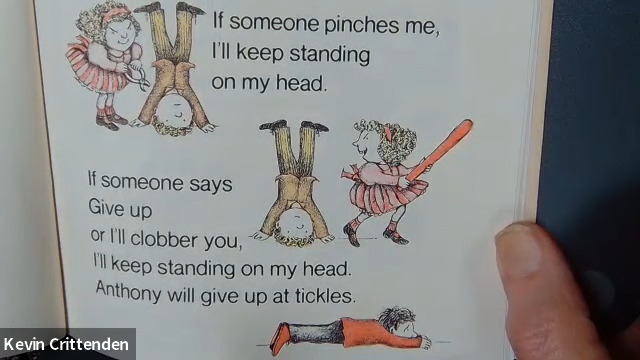 If someone pinches me,
I'll keep standing
on my head.
If someone says
Give up
or I'll clobber you,
I'll keep standing on my head.
Anthony will give up at tickles.
Kevin Crittenden